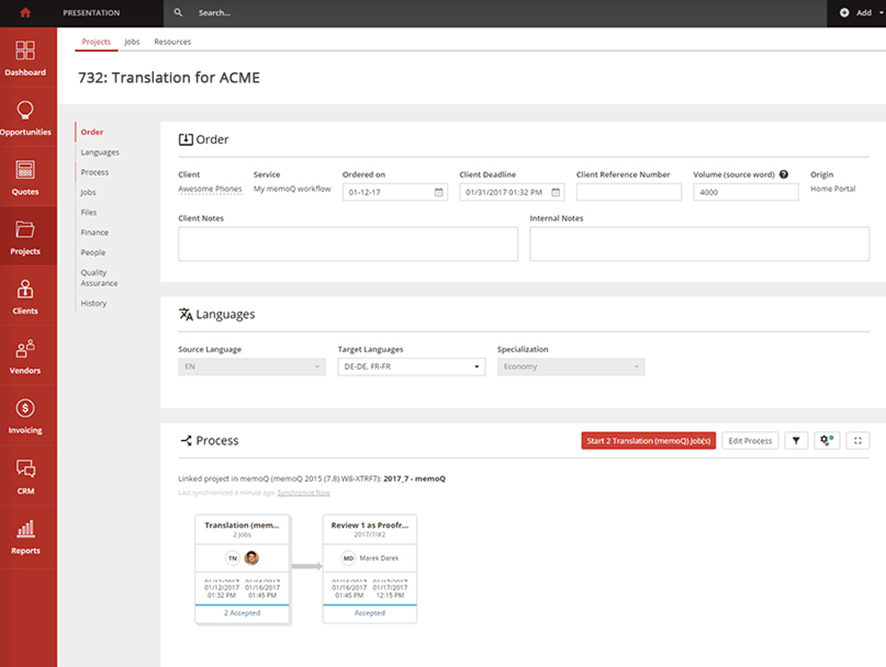 PRESENTATION
Search...
Add
Projects Jobs Resources
732: Translation for ACME
Dashboard
Opportunities
Quotes
Projects
Clients
Vendors
Invoicing
CRM
Reports
Order
Languages
Process
Jobs
Files
Finance
People
Quality
Assurance
History
Order
Client Service Ordered on Client Deadline Client Reference Number Volume (source word) ? Origin
Awesome Phones My memoQ workflow 01-12-17 01/31/2017 01:32 PM 4000 Home Portal
Client Notes Internal Notes
Languages
Source Language Target Languages Specialization
EN DE-DE, FR-FR Economy
Process
Start 2 Translation (memoQ) Job(s) Edit Process
Linked project in memoQ (memoQ 2015 (7.8) W8-XTRF7): 2017_7 - memoQ
Last synchronized a minute ago: Synchronize Now
Translation (mem... Review 1 as Proofr...
2 Jobs 2017/7/#2
TN MD Marek Darek
01/12/2017 01/16/2017 01/16/2017 01/17/2017
01:32 PM 01:45 PM 01:45 PM 12:15 PM
2 Accepted Accepted